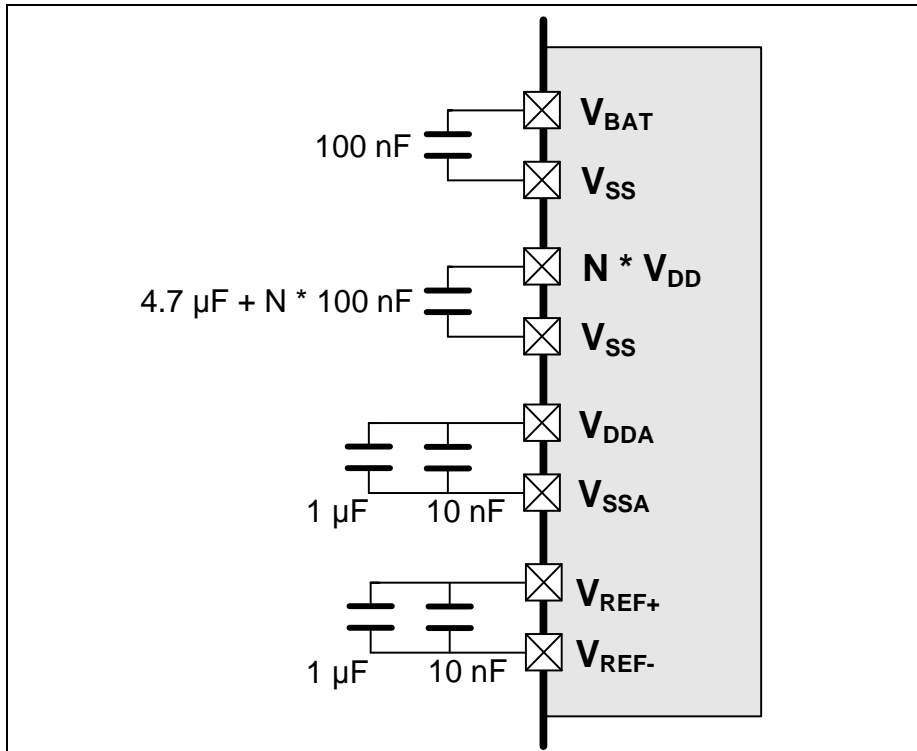 100 nF
V_BAT
V_SS
4.7 µF + N * 100 nF
N * V_DD
V_SS
1 µF
10 nF
V_DDA
V_SSA
1 µF
10 nF
V_REF+
V_REF-